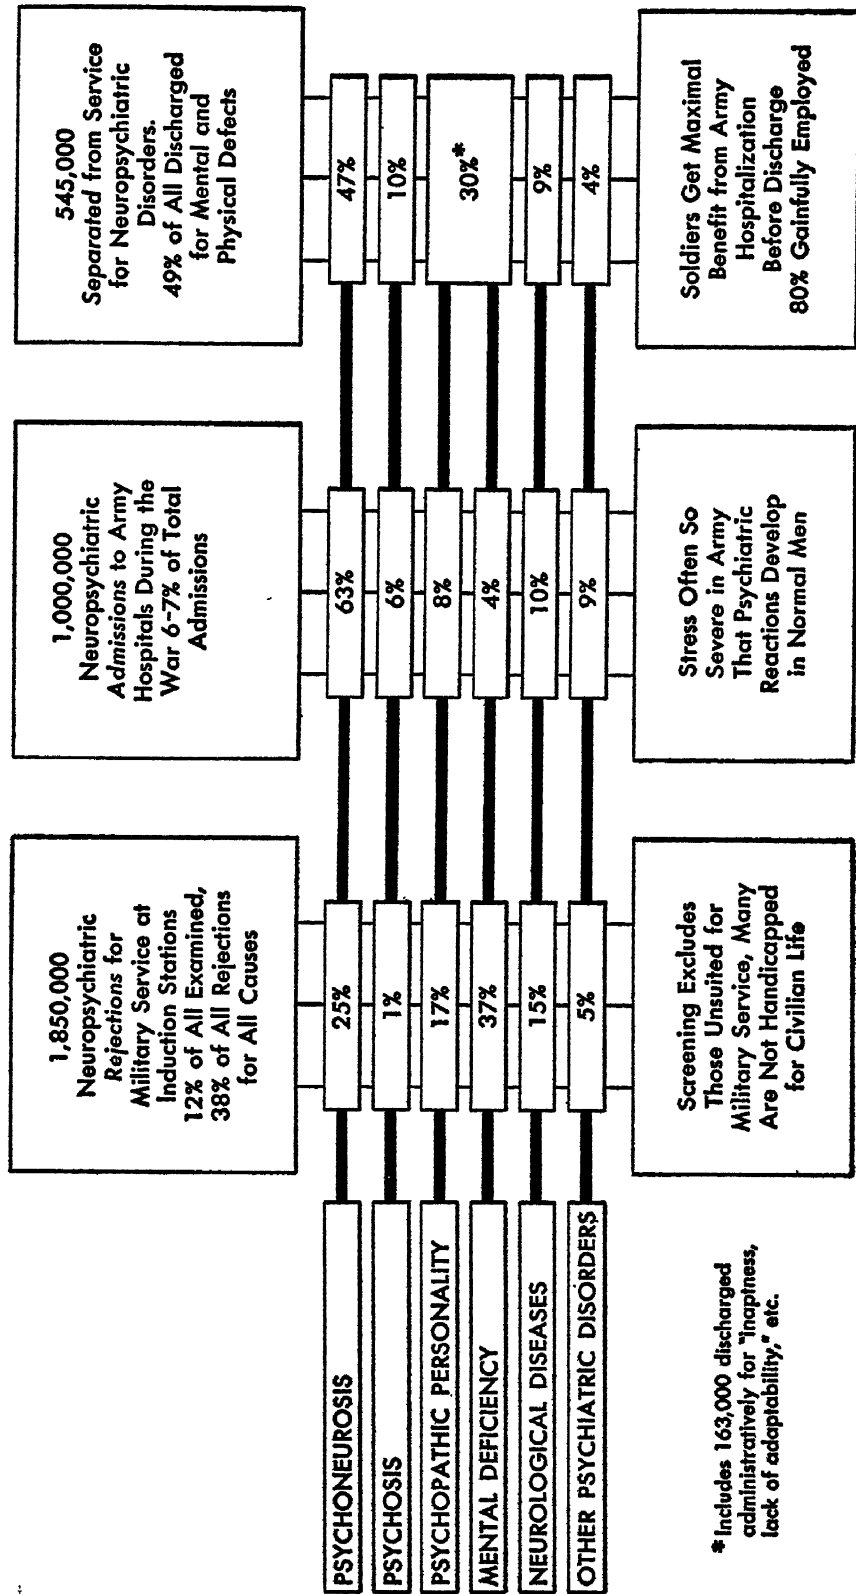 1,850,000
Neuropsychiatric
Rejections for
Military Service at
Induction Stations
12% of All Examined,
38% of All Rejections
for All Causes
1,000,000
Neuropsychiatric
Admissions to Army
Hospitals During the
War 6-7% of Total
Admissions
545,000
Separated from Service
for Neuropsychiatric
Disorders.
49% of All Discharged
for Mental and
Physical Defects
PSYCHONEUROSIS 25% 63% 47%
PSYCHOSIS 1% 6% 10%
PSYCHOPATHIC PERSONALITY 17% 8% 30%*
MENTAL DEFICIENCY 37% 4%
NEUROLOGICAL DISEASES 15% 10% 9%
OTHER PSYCHIATRIC DISORDERS 5% 9% 4%
Screening Excludes
Those Unsuited for
Military Service, Many
Are Not Handicapped
for Civilian Life
Stress Often So
Severe in Army
That Psychiatric
Reactions Develop
in Normal Men
Soldiers Get Maximal
Benefit from Army
Hospitalization
Before Discharge
80% Gainfully Employed
*Includes 163,000 discharged
administratively for "inaptness,
lack of adaptability," etc.